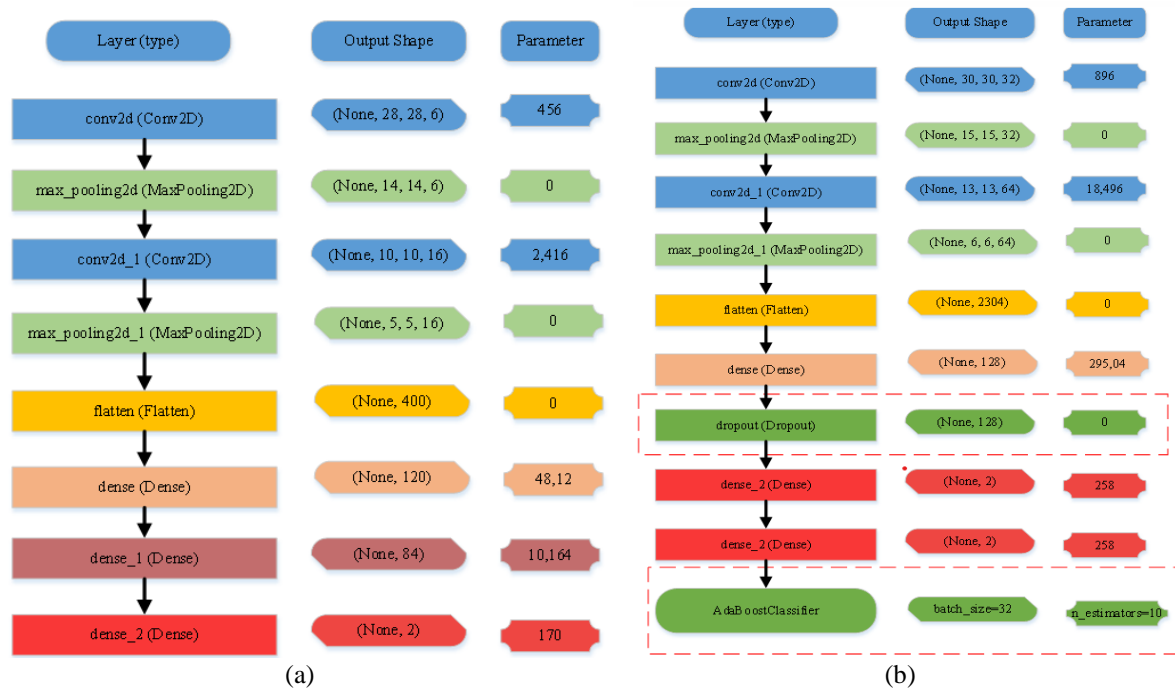 Layer (type) Output Shape Parameter
conv2d (Conv2D) (None, 28, 28, 6) 456
max_pooling2d (MaxPooling2D) (None, 14, 14, 6) 0
conv2d_1 (Conv2D) (None, 10, 10, 16) 2,416
max_pooling2d_1 (MaxPooling2D) (None, 5, 5, 16) 0
flatten (Flatten) (None, 400) 0
dense (Dense) (None, 120) 48,12
dense_1 (Dense) (None, 84) 10,164
dense_2 (Dense) (None, 2) 170
(a)
Layer (type) Output Shape Parameter
conv2d (Conv2D) (None, 30, 30, 32) 896
max_pooling2d (MaxPooling2D) (None, 15, 15, 32) 0
conv2d_1 (Conv2D) (None, 13, 13, 64) 18,496
max_pooling2d_1 (MaxPooling2D) (None, 6, 6, 64) 0
flatten (Flatten) (None, 2304) 0
dense (Dense) (None, 128) 295,04
dropout (Dropout) (None, 128) 0
dense_2 (Dense) (None, 2) 258
dense_2 (Dense) (None, 2) 258
AdaBoostClassifier batch_size=32 n_estimators=10
(b)